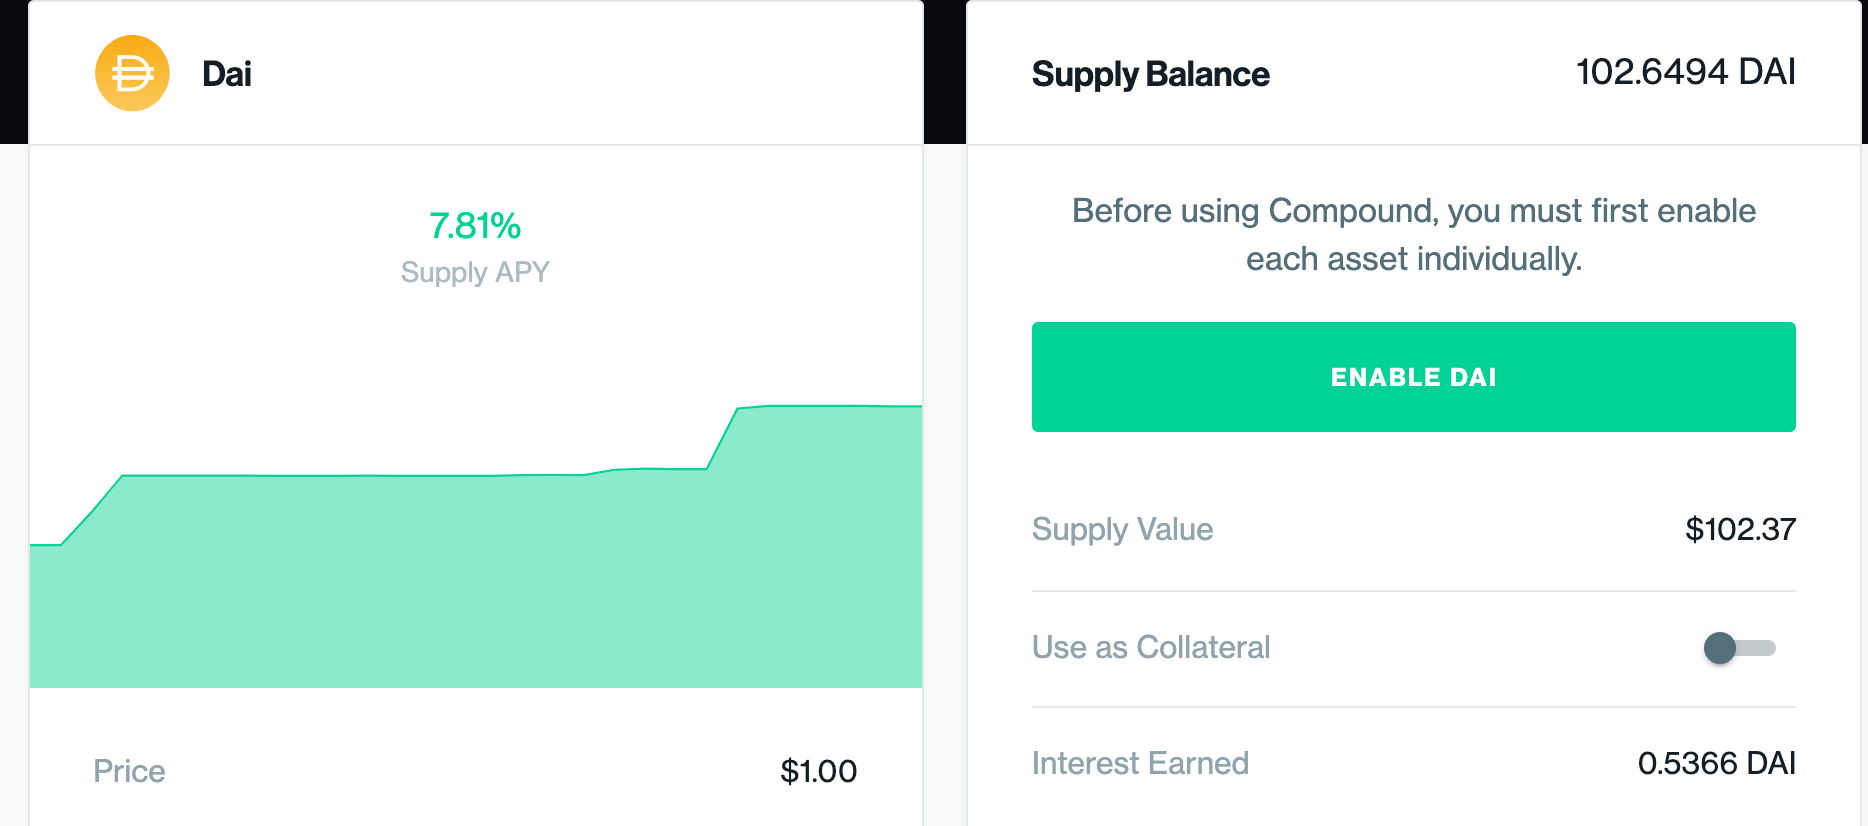 Dai
7.81%
Supply APY
Price
$1.00
Supply Balance
102.6494 DAI
Before using Compound, you must first enable
each asset individually.
ENABLE DAI
Supply Value
$102.37
Use as Collateral
Interest Earned
0.5366 DAI